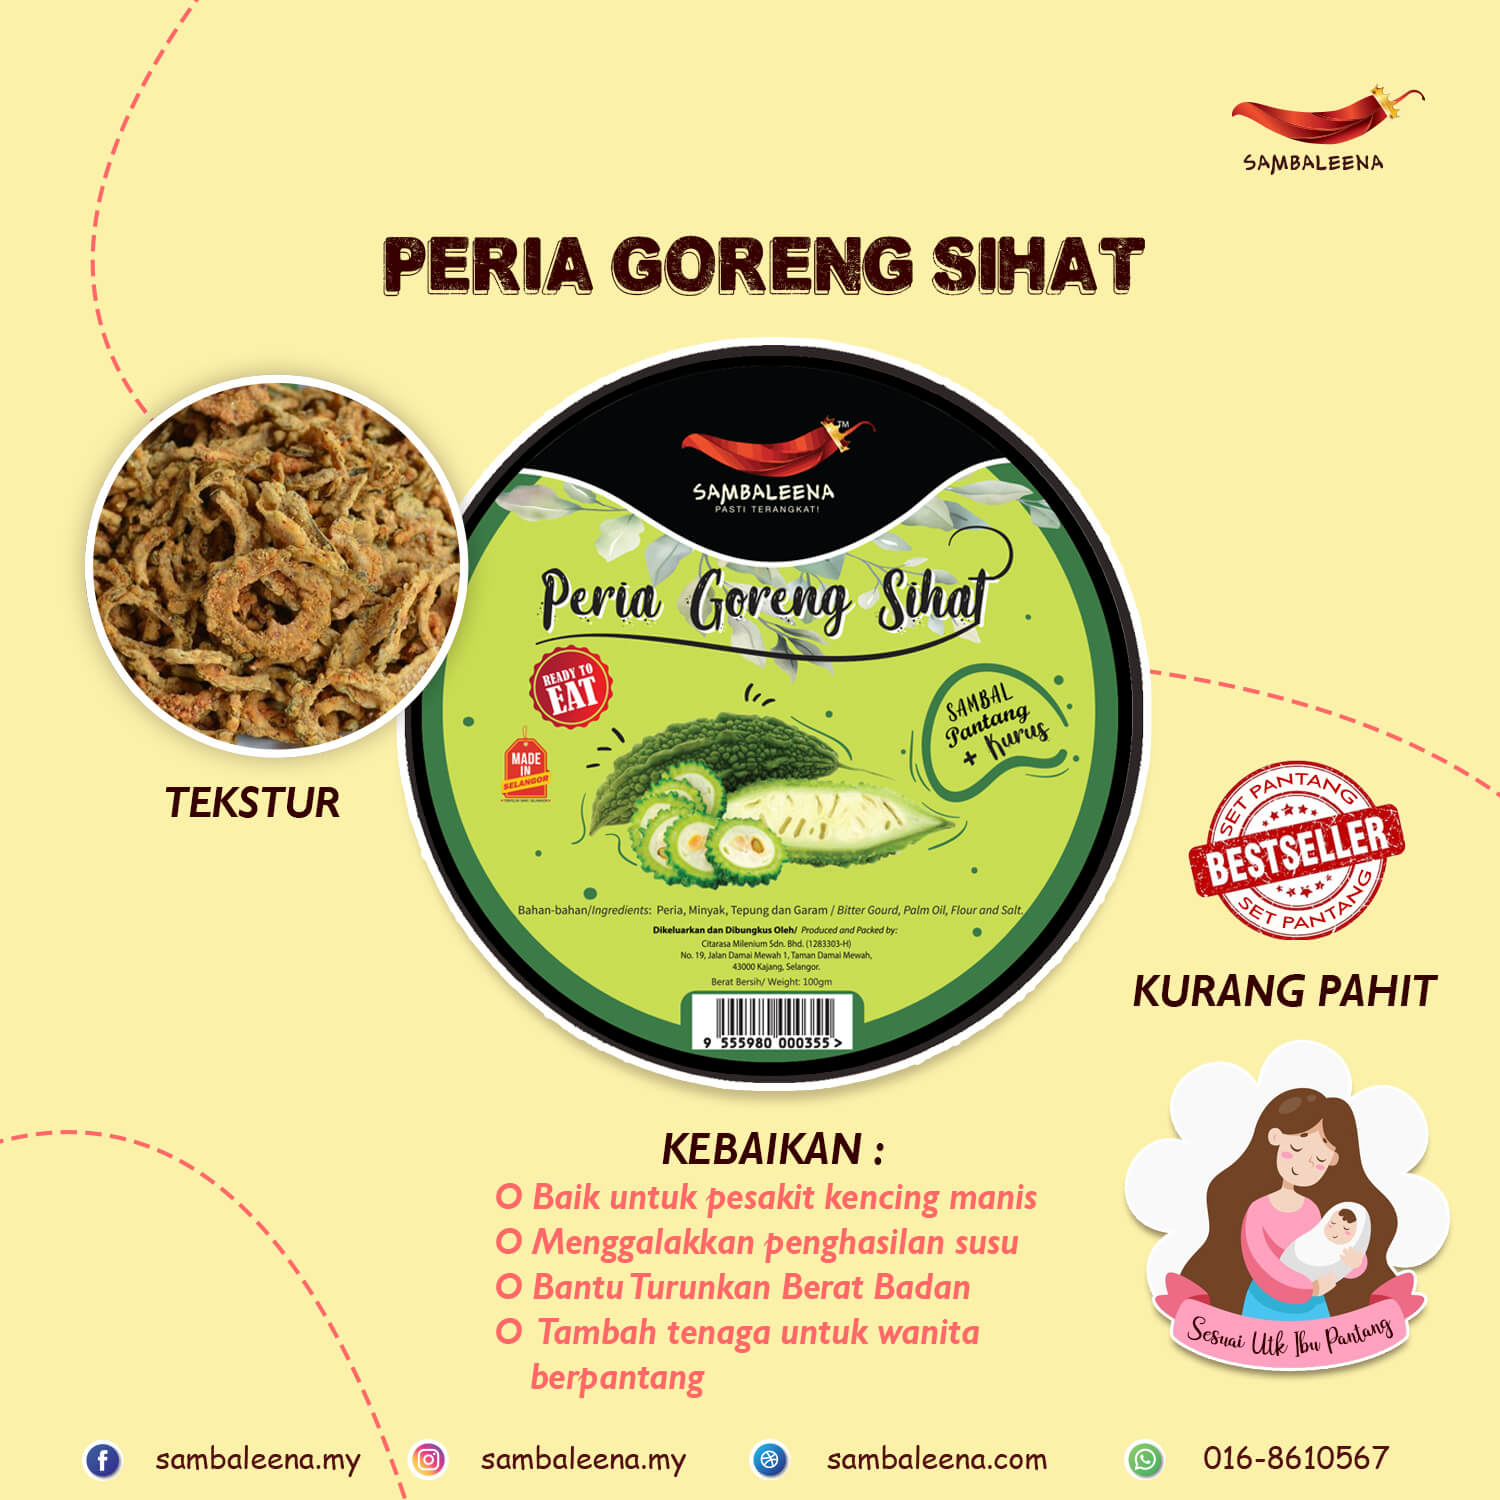 SAMBALEENA
PERIA GORENG SIHAT
TM
SAMBALEENA
PASTI TERANGKAT!
Peria Goreng Sihat
READY TO
EAT
MADE
IN
SELANGOR
SAMBAL
Pantang
+ Kurus
Bahan-bahan/Ingredients: Peria, Minyak, Tepung dan Garam / Bitter Gourd, Palm Oil, Flour and Salt.
Dikeluarkan dan Dibungkus Oleh/ Produced and Packed by:
Citarasa Milenium Sdn. Bhd. (1283303-H)
No. 19, Jalan Damai Mewah 1, Taman Damai Mewah,
43000 Kajang, Selangor.
Berat Bersih/ Weight: 100gm
9 555980 000355 >
TEKSTUR
SET PANTANG
BESTSELLER
SET PANTANG
KURANG PAHIT
KEBAIKAN :
O Baik untuk pesakit kencing manis
O Menggalakkan penghasilan susu
O Bantu Turunkan Berat Badan
O Tambah tenaga untuk wanita
berpantang
Sesuai Utk Ibu Pantang
sambaleena.my
sambaleena.my
sambaleena.com
016-8610567